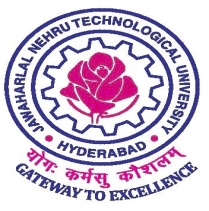 JAWAHARLAL NEHRU TECHNOLOGICAL UNIVERSITY
• HYDERABAD •
योगः कर्मसु कौशलम्
GATEWAY TO EXCELLENCE